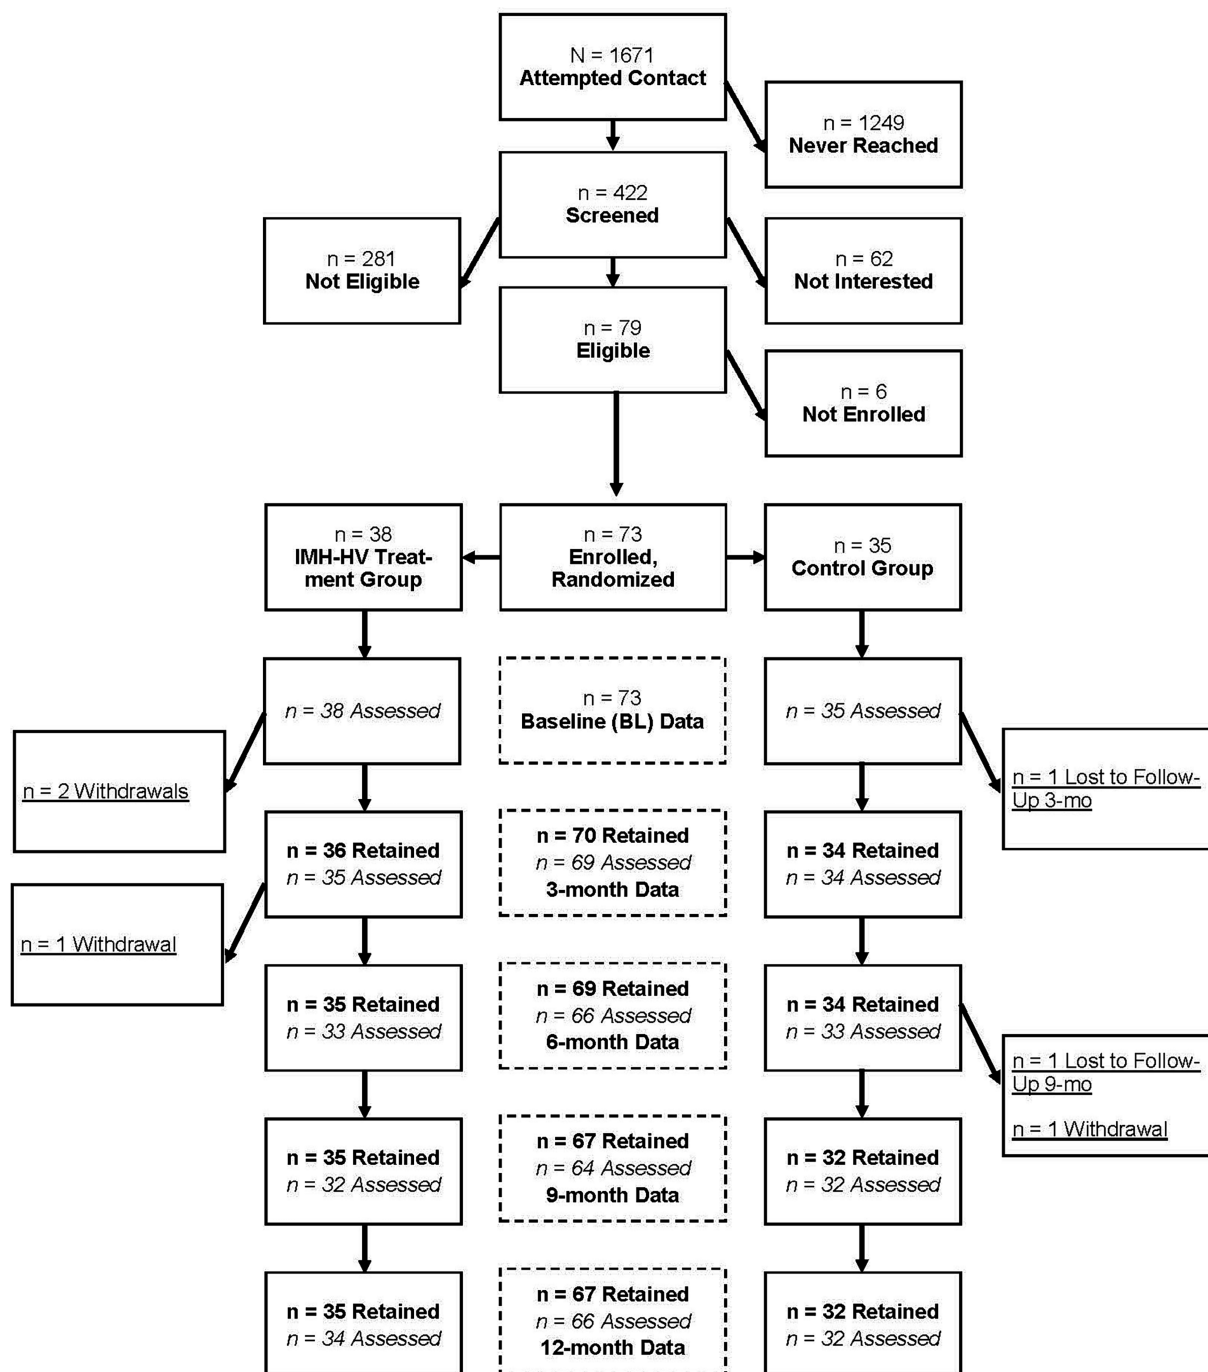 N = 1671
Attempted Contact
n = 1249
Never Reached
n = 422
Screened
n = 281
Not Eligible
n = 62
Not Interested
n = 79
Eligible
n = 6
Not Enrolled
n = 38
IMH-HV Treat-
ment Group
n = 73
Enrolled,
Randomized
n = 35
Control Group
n = 38 Assessed
n = 73
Baseline (BL) Data
n = 35 Assessed
n = 2 Withdrawals
n = 1 Lost to Follow-
Up 3-mo
n = 36 Retained
n = 35 Assessed
n = 70 Retained
n = 69 Assessed
3-month Data
n = 34 Retained
n = 34 Assessed
n = 1 Withdrawal
n = 35 Retained
n = 33 Assessed
n = 69 Retained
n = 66 Assessed
6-month Data
n = 34 Retained
n = 33 Assessed
n = 1 Lost to Follow-
Up 9-mo
n = 1 Withdrawal
n = 35 Retained
n = 32 Assessed
n = 67 Retained
n = 64 Assessed
9-month Data
n = 32 Retained
n = 32 Assessed
n = 35 Retained
n = 34 Assessed
n = 67 Retained
n = 66 Assessed
12-month Data
n = 32 Retained
n = 32 Assessed